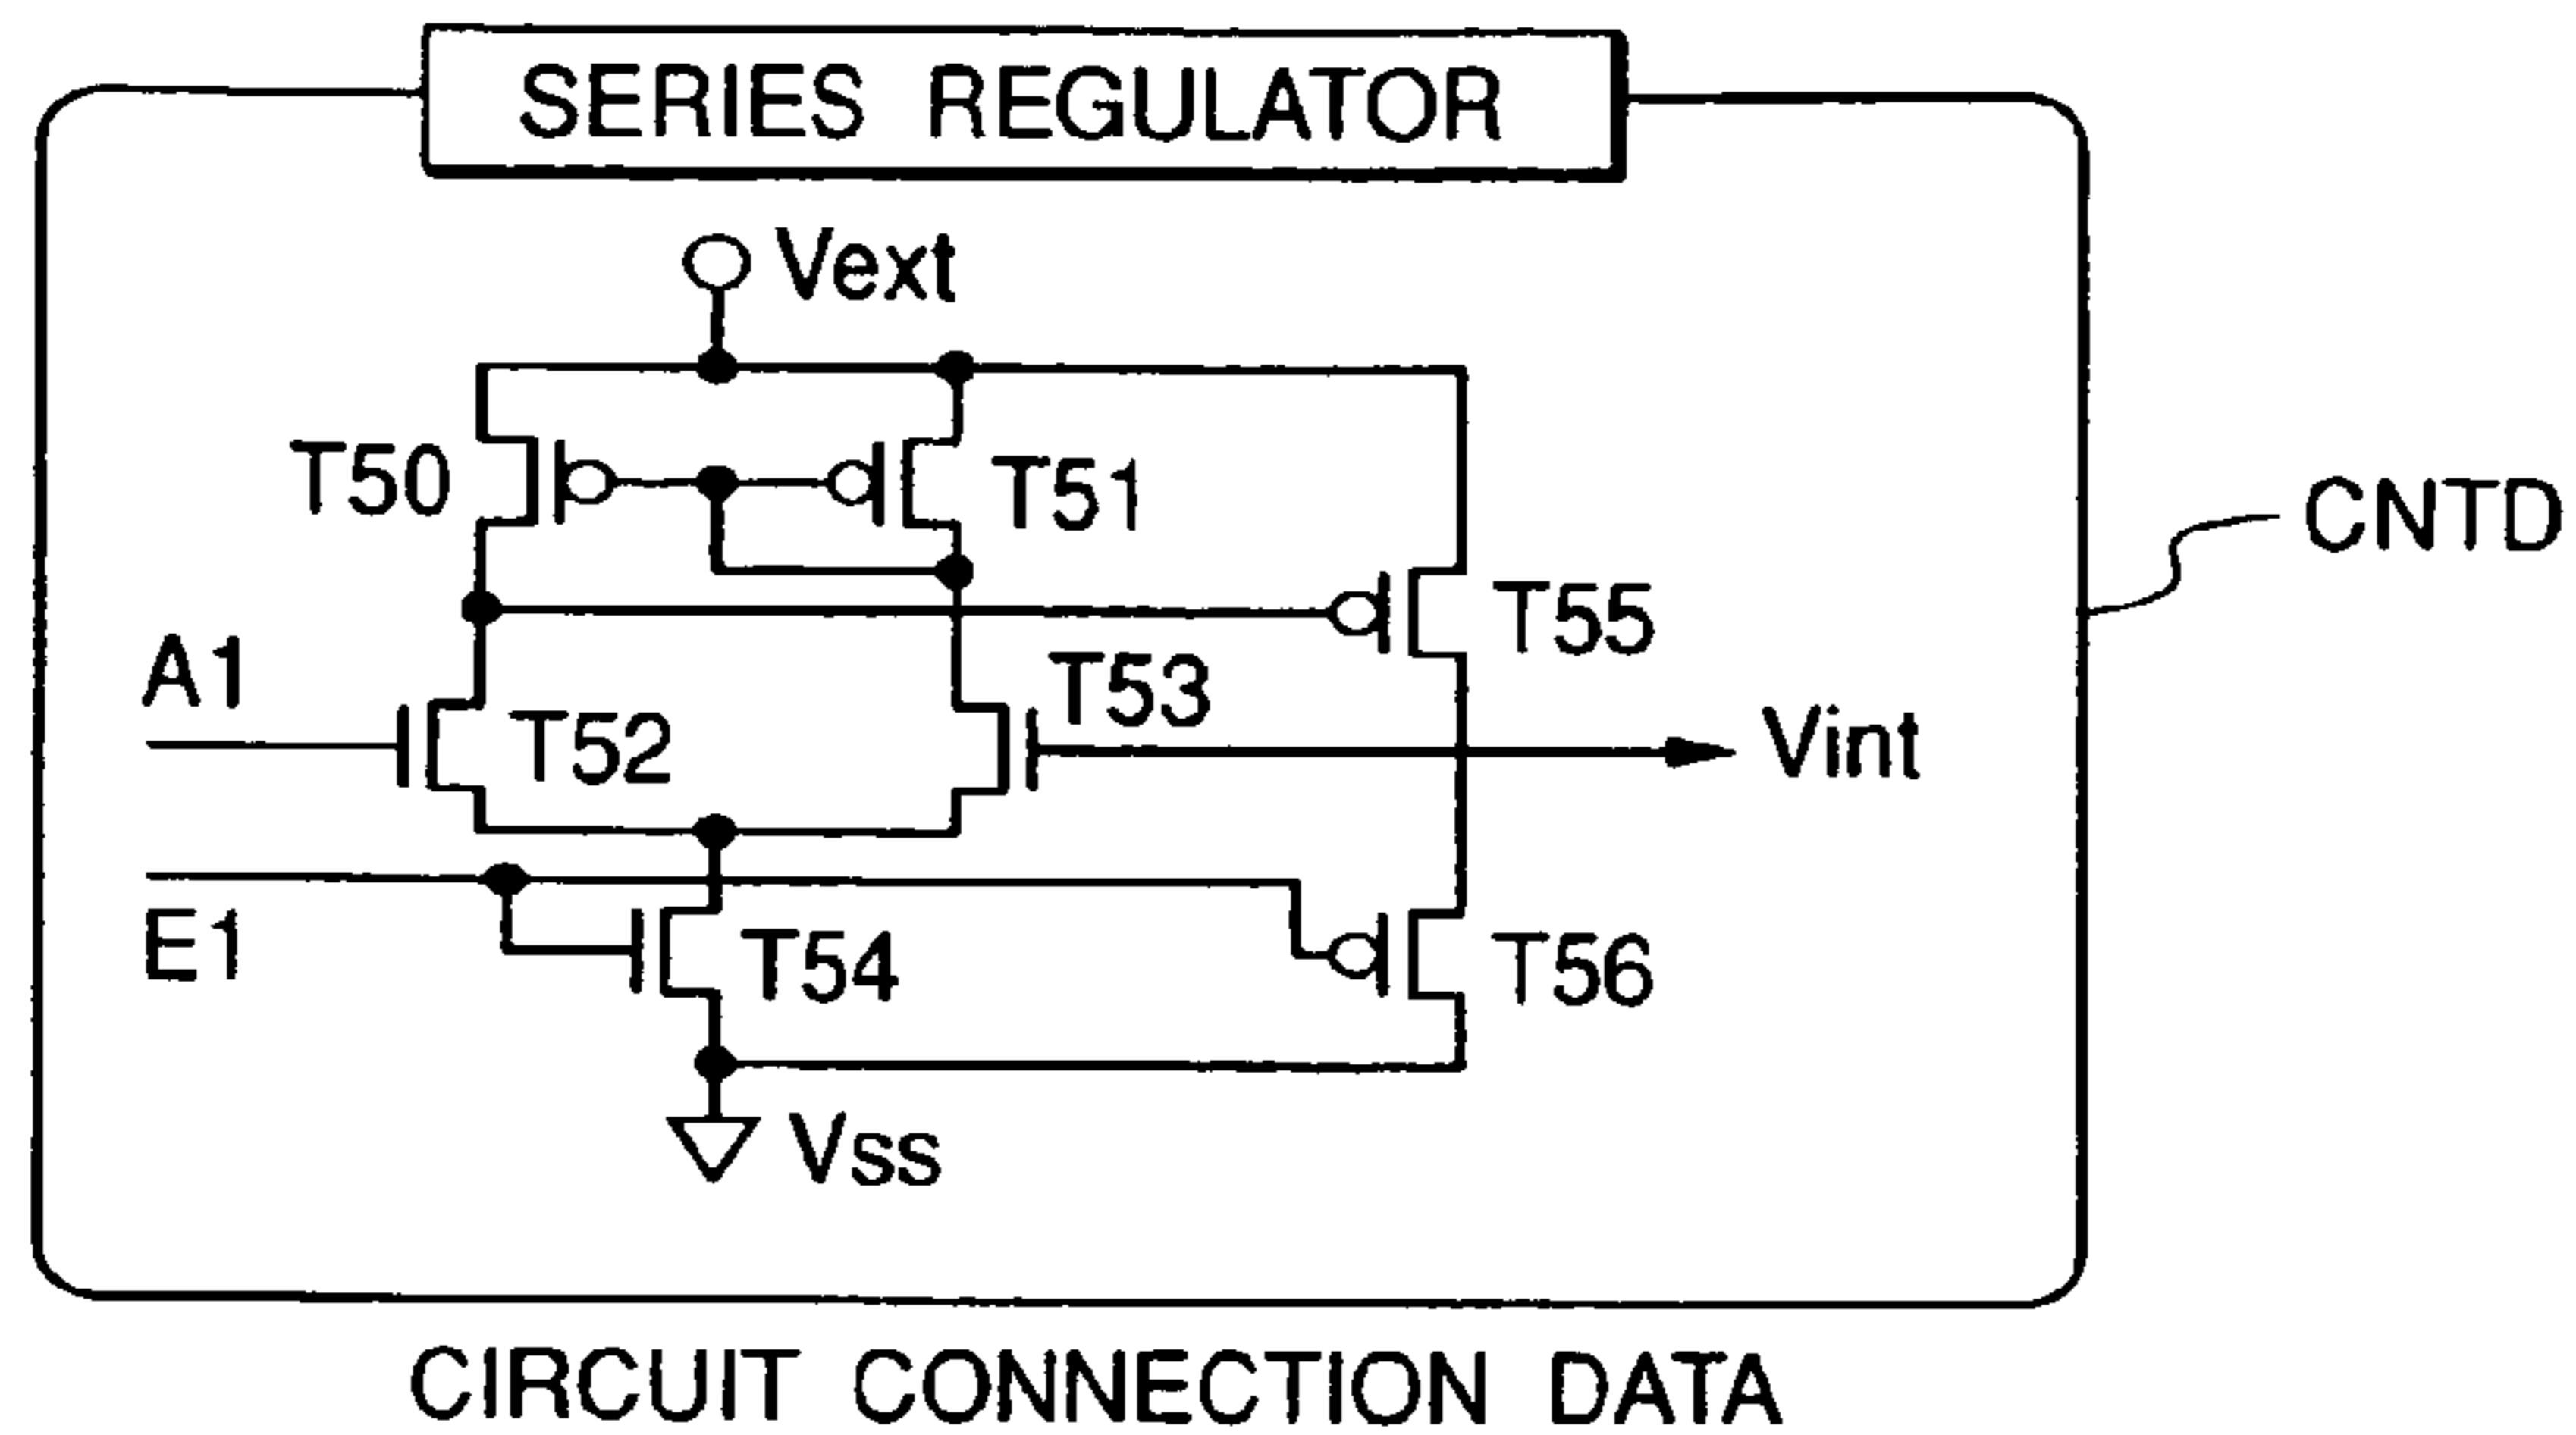 SERIES REGULATOR
Vext
T50
T51
CNTD
T55
A1
T53
T52
Vint
E1
T54
T56
Vss
CIRCUIT CONNECTION DATA